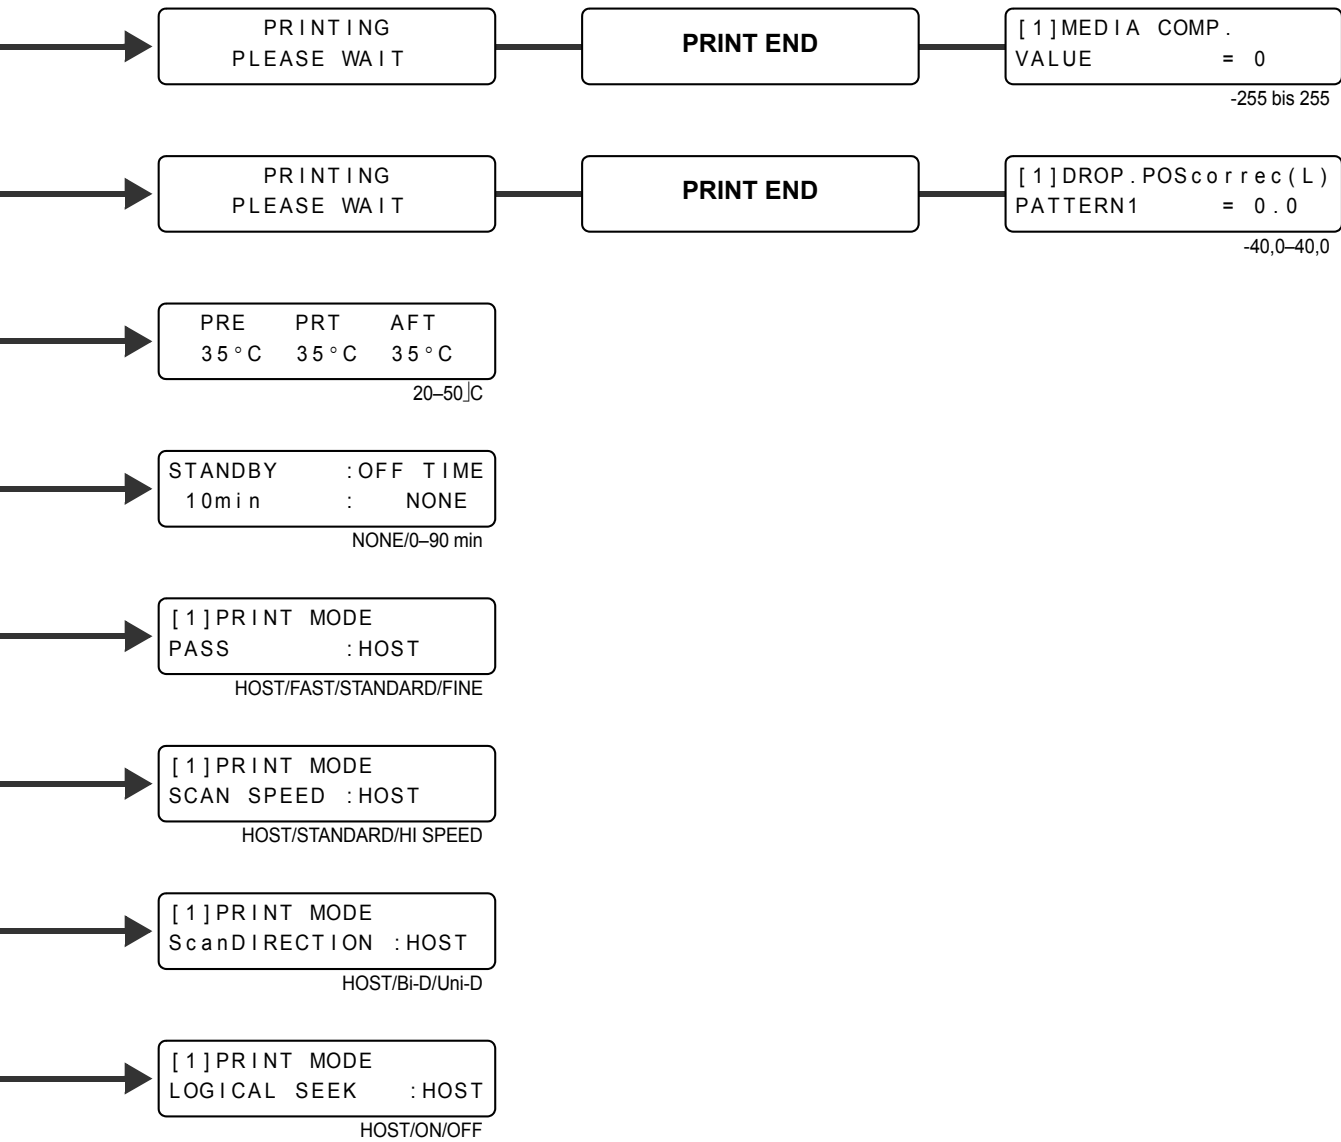 PRINTING
PLEASE WAIT
PRINT END
[1]MEDIA COMP.
VALUE = 0
-255 bis 255
PRINTING
PLEASE WAIT
PRINT END
[1]DROP.POScorrec(L)
PATTERN1 = 0.0
-40,0–40,0
PRE PRT AFT
35°C 35°C 35°C
20–50⌋C
STANDBY :OFF TIME
10min : NONE
NONE/0–90 min
[1]PRINT MODE
PASS :HOST
HOST/FAST/STANDARD/FINE
[1]PRINT MODE
SCAN SPEED :HOST
HOST/STANDARD/HI SPEED
[1]PRINT MODE
ScanDIRECTION :HOST
HOST/Bi-D/Uni-D
[1]PRINT MODE
LOGICAL SEEK :HOST
HOST/ON/OFF